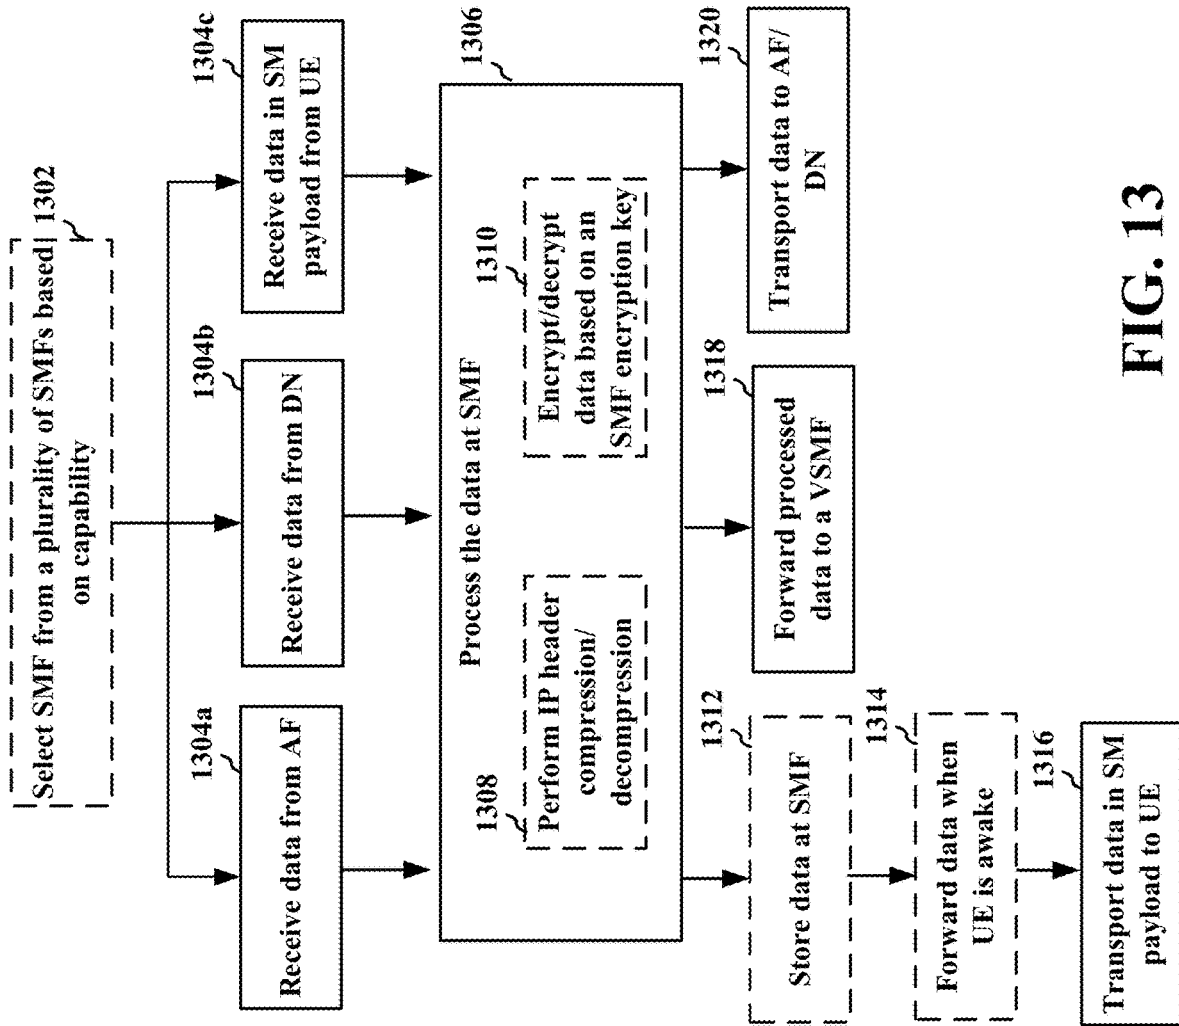 Select SMF from a plurality of SMFs based
on capability
1302
1304a
Receive data from AF
1304b
Receive data from DN
1304c
Receive data in SM
payload from UE
1306
Process the data at SMF
1308
Perform IP header
compression/
decompression
1310
Encrypt/decrypt
data based on an
SMF encryption key
1312
Store data at SMF
1314
Forward data when
UE is awake
1316
Transport data in SM
payload to UE
1318
Forward processed
data to a VSMF
1320
Transport data to AF/
DN
FIG. 13